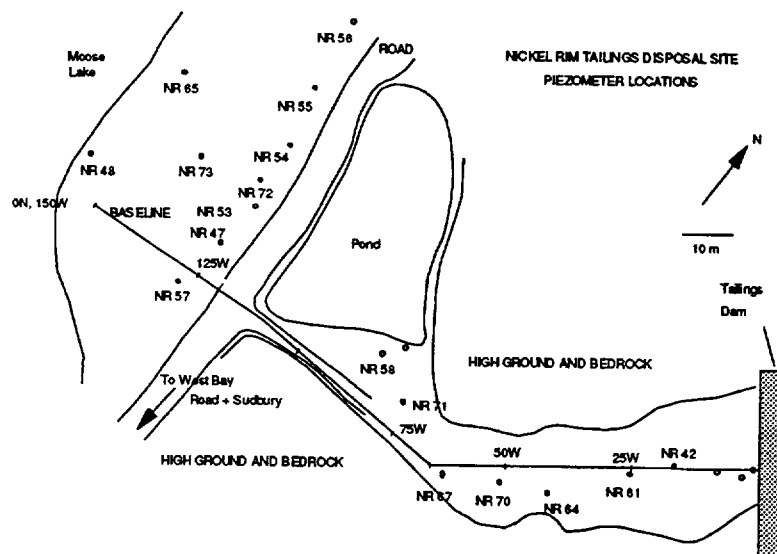 NR 56
Moose
Lake
ROAD
NICKEL RIM TAILINGS DISPOSAL SITE
PIEZOMETER LOCATIONS
NR 65
NR 55
NR 54
NR 48
NR 73
N
NR 72
0N, 150W
BASELINE
NR 53
NR 47
Pond
10 m
125W
NR 57
Tailings
Dam
NR 58
HIGH GROUND AND BEDROCK
To West Bay
Road + Sudbury
NR 71
75W
HIGH GROUND AND BEDROCK
50W
25W
NR 42
NR 67
NR 70
NR 64
NR 61